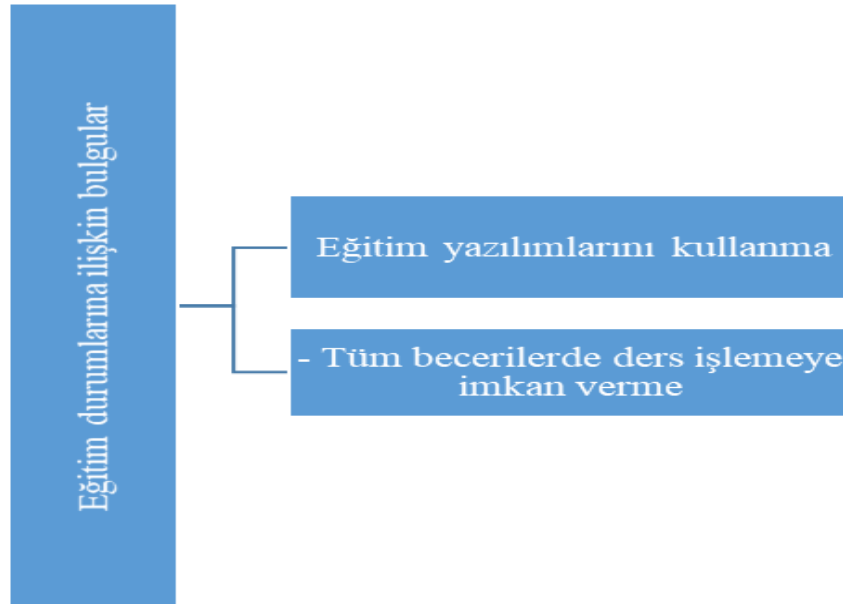 Eğitim durumlarına ilişkin bulgular
Eğitim yazılımlarını kullanma
- Tüm becerilerde ders işlemeye
imkan verme